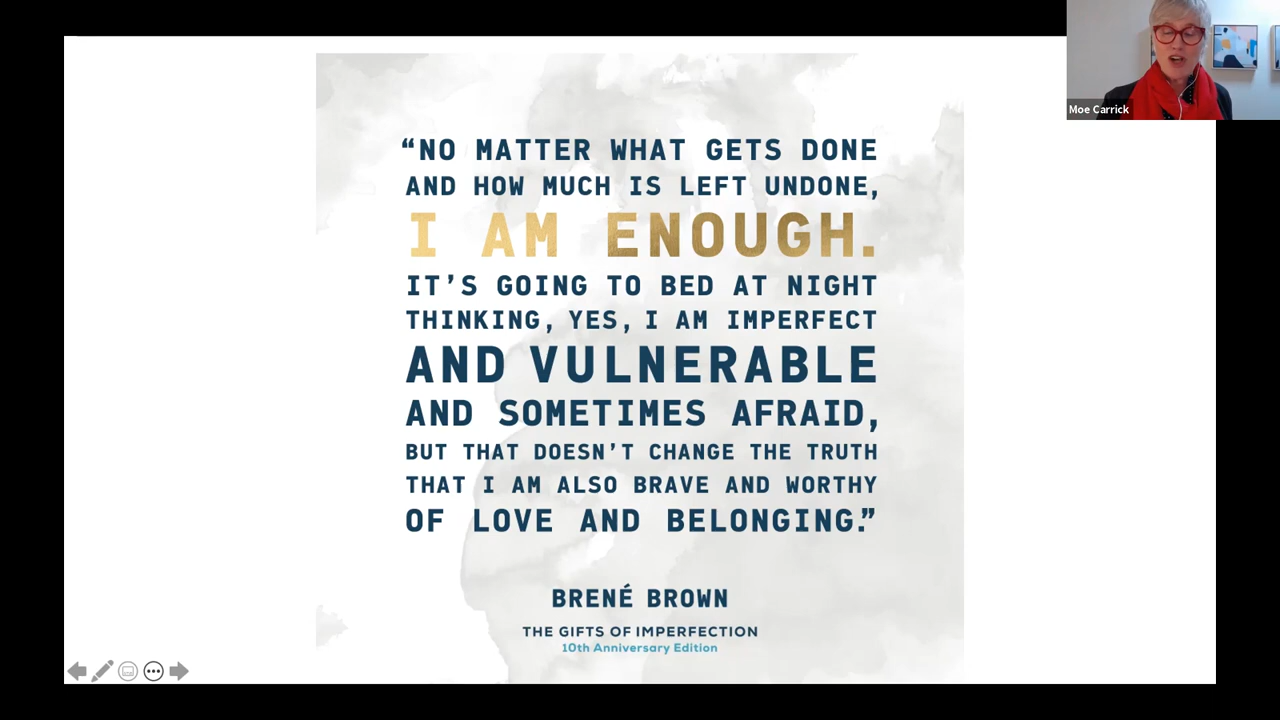 Moe Carrick
“NO MATTER WHAT GETS DONE
AND HOW MUCH IS LEFT UNDONE,
I AM ENOUGH.
IT’S GOING TO BED AT NIGHT
THINKING, YES, I AM IMPERFECT
AND VULNERABLE
AND SOMETIMES AFRAID,
BUT THAT DOESN’T CHANGE THE TRUTH
THAT I AM ALSO BRAVE AND WORTHY
OF LOVE AND BELONGING.”
BRENÉ BROWN
THE GIFTS OF IMPERFECTION
10th Anniversary Edition